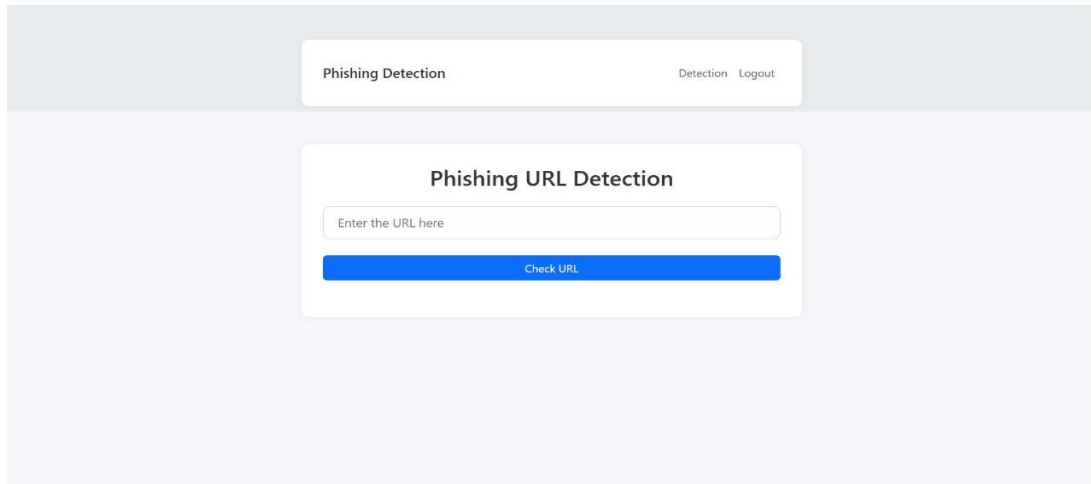 Phishing Detection
Detection Logout
Phishing URL Detection
Enter the URL here
Check URL